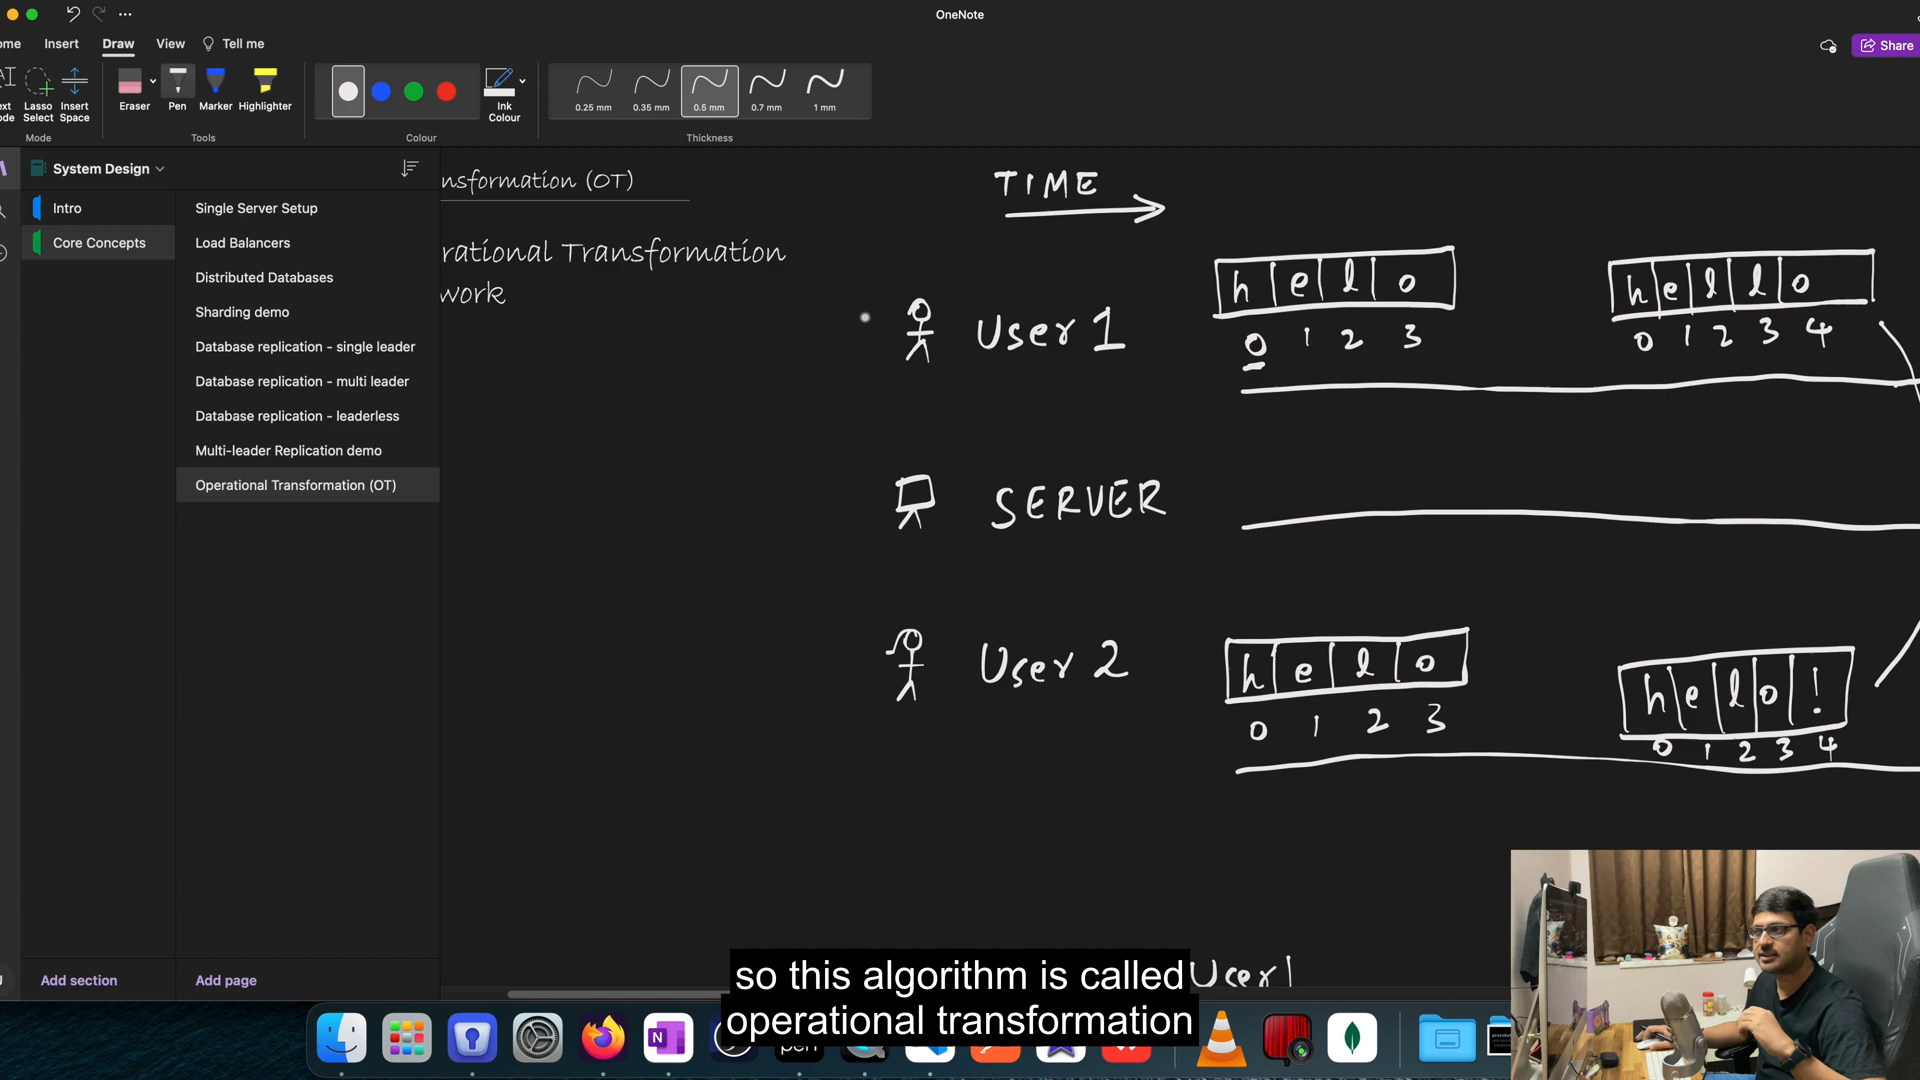 OneNote
ome Insert Draw View Tell me
Share
ext
ode
Lasso
Select
Insert
Space
Eraser Pen Marker Highlighter
Ink
Colour
0.25 mm 0.35 mm 0.5 mm 0.7 mm 1 mm
Mode Tools Colour Thickness
System Design
Intro
Core Concepts
Single Server Setup
Load Balancers
Distributed Databases
Sharding demo
Database replication - single leader
Database replication - multi leader
Database replication - leaderless
Multi-leader Replication demo
Operational Transformation (OT)
Add section Add page
nsformation (OT)
rational Transformation
work
TIME
User 1
h e l o
0 1 2 3
h e l l o
0 1 2 3 4
SERVER
User 2
h e l o
0 1 2 3
h e l o !
0 1 2 3 4
User1
so this algorithm is called
operational transformation
pen